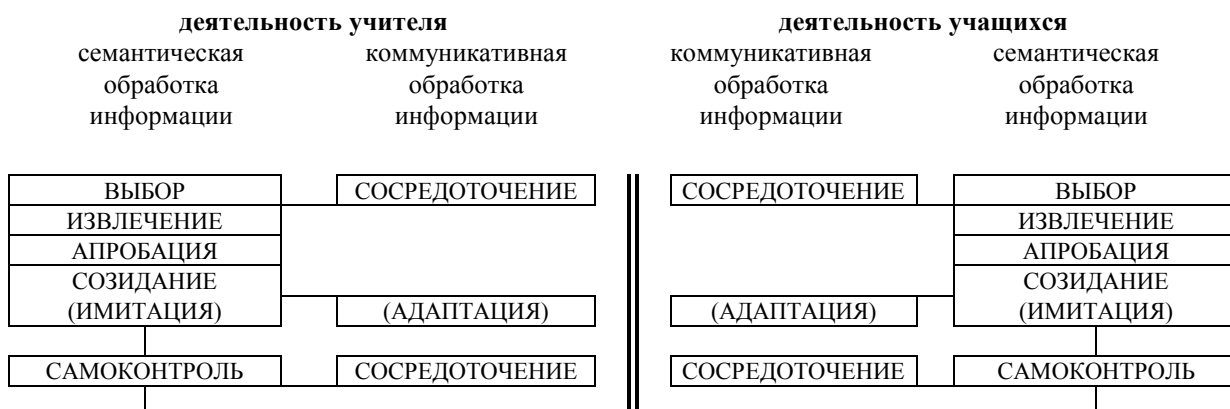 деятельность учителя деятельность учащихся
семантическая коммуникативная коммуникативная семантическая
обработка обработка обработка обработка
информации информации информации информации
ВЫБОР СОСРЕДОТОЧЕНИЕ СОСРЕДОТОЧЕНИЕ ВЫБОР
ИЗВЛЕЧЕНИЕ ИЗВЛЕЧЕНИЕ
АПРОБАЦИЯ АПРОБАЦИЯ
СОЗИДАНИЕ СОЗИДАНИЕ
(ИМИТАЦИЯ) (АДАПТАЦИЯ) (АДАПТАЦИЯ) (ИМИТАЦИЯ)
САМОКОНТРОЛЬ СОСРЕДОТОЧЕНИЕ СОСРЕДОТОЧЕНИЕ САМОКОНТРОЛЬ